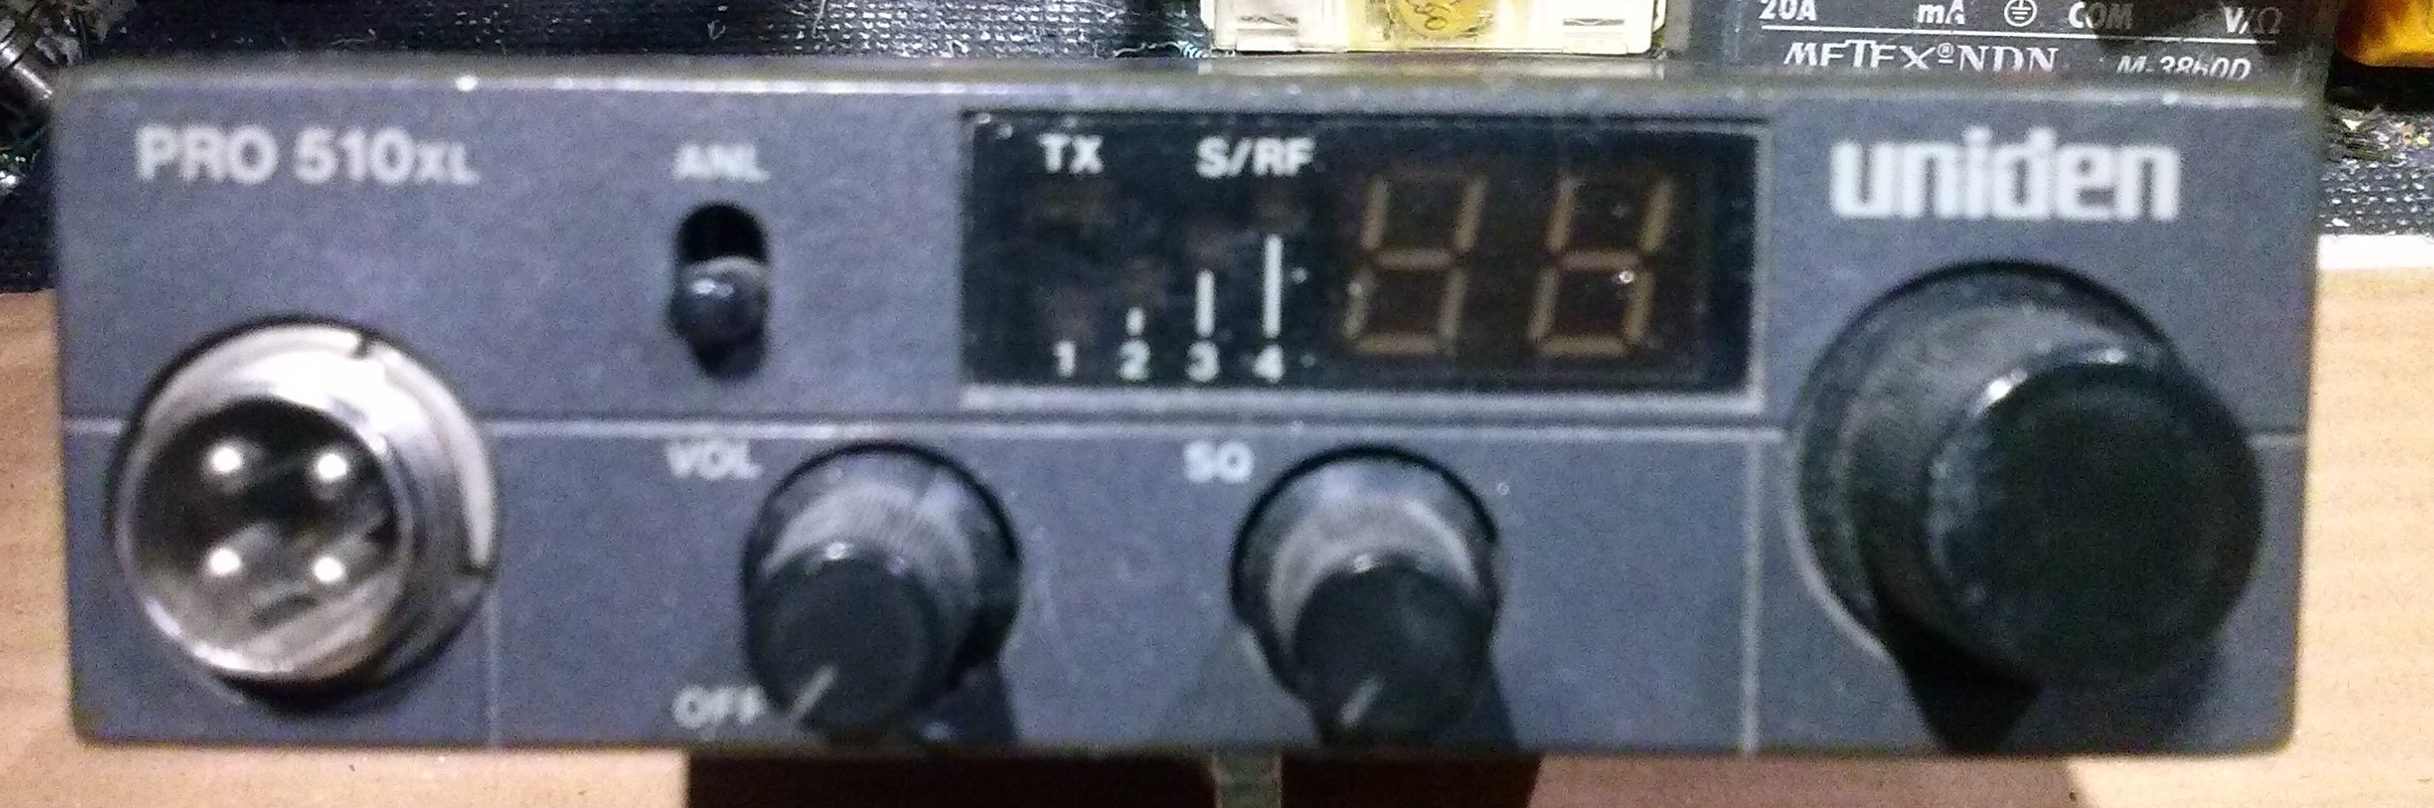 20A mA COM V/Ω
METEX® NDN M-3860D
PRO 510XL
ANL
TX S/RF
1 2 3 4
uniden
VOL
SQ
OFF